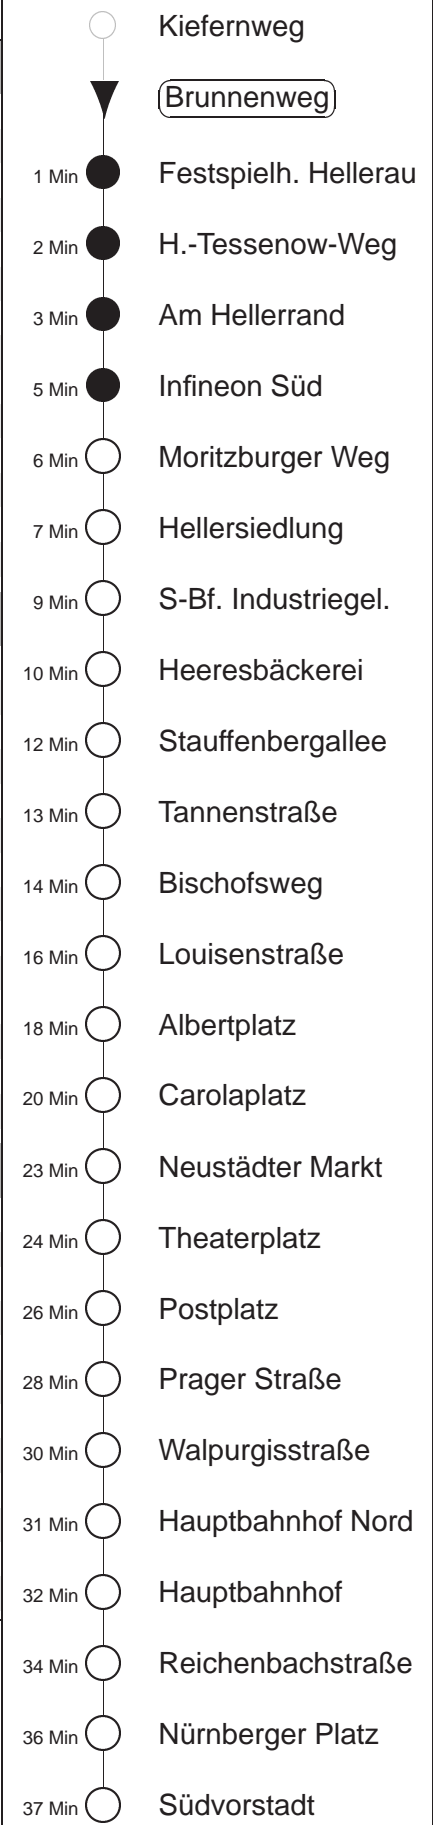 Kiefernweg
Brunnenweg
1 Min Festspielh. Hellerau
2 Min H.-Tessenow-Weg
3 Min Am Hellerrand
5 Min Infineon Süd
6 Min Moritzburger Weg
7 Min Hellersiedlung
9 Min S-Bf. Industriegel.
10 Min Heeresbäckerei
12 Min Stauffenbergallee
13 Min Tannenstraße
14 Min Bischofsweg
16 Min Louisenstraße
18 Min Albertplatz
20 Min Carolaplatz
23 Min Neustädter Markt
24 Min Theaterplatz
26 Min Postplatz
28 Min Prager Straße
30 Min Walpurgisstraße
31 Min Hauptbahnhof Nord
32 Min Hauptbahnhof
34 Min Reichenbachstraße
36 Min Nürnberger Platz
37 Min Südvorstadt